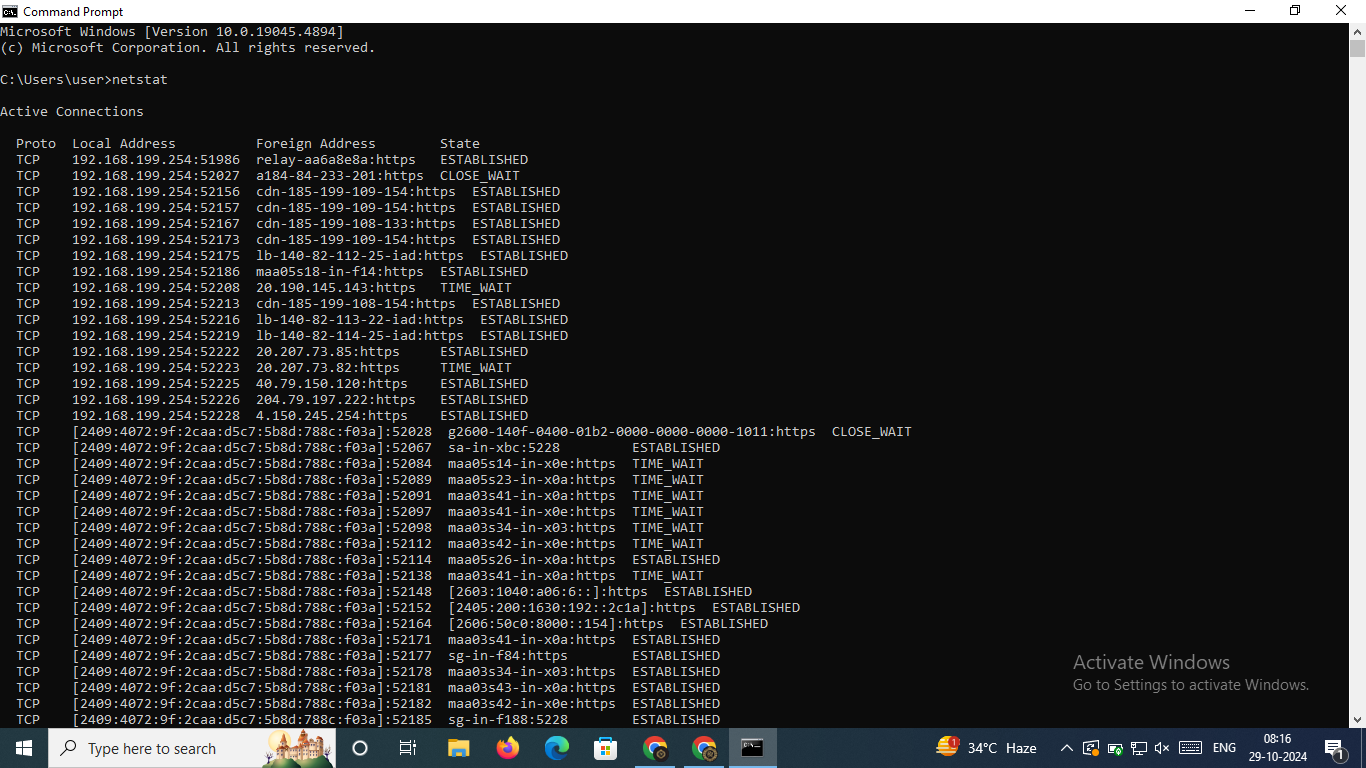 Command Prompt
Microsoft Windows [Version 10.0.19045.4894]
(c) Microsoft Corporation. All rights reserved.
C:\Users\user>netstat
Active Connections
Proto  Local Address          Foreign Address        State
TCP    192.168.199.254:51986  relay-aa6a8e8a:https   ESTABLISHED
TCP    192.168.199.254:52027  a184-84-233-201:https  CLOSE_WAIT
TCP    192.168.199.254:52156  cdn-185-199-109-154:https  ESTABLISHED
TCP    192.168.199.254:52157  cdn-185-199-109-154:https  ESTABLISHED
TCP    192.168.199.254:52167  cdn-185-199-108-133:https  ESTABLISHED
TCP    192.168.199.254:52173  cdn-185-199-109-154:https  ESTABLISHED
TCP    192.168.199.254:52175  lb-140-82-112-25-iad:https  ESTABLISHED
TCP    192.168.199.254:52186  maa05s18-in-f14:https  ESTABLISHED
TCP    192.168.199.254:52208  20.190.145.143:https   TIME_WAIT
TCP    192.168.199.254:52213  cdn-185-199-108-154:https  ESTABLISHED
TCP    192.168.199.254:52216  lb-140-82-113-22-iad:https  ESTABLISHED
TCP    192.168.199.254:52219  lb-140-82-114-25-iad:https  ESTABLISHED
TCP    192.168.199.254:52222  20.207.73.85:https     ESTABLISHED
TCP    192.168.199.254:52223  20.207.73.82:https     TIME_WAIT
TCP    192.168.199.254:52225  40.79.150.120:https    ESTABLISHED
TCP    192.168.199.254:52226  204.79.197.222:https   ESTABLISHED
TCP    192.168.199.254:52228  4.150.245.254:https    ESTABLISHED
TCP    [2409:4072:9f:2caa:d5c7:5b8d:788c:f03a]:52028  g2600-140f-0400-01b2-0000-0000-0000-1011:https  CLOSE_WAIT
TCP    [2409:4072:9f:2caa:d5c7:5b8d:788c:f03a]:52067  sa-in-xbc:5228         ESTABLISHED
TCP    [2409:4072:9f:2caa:d5c7:5b8d:788c:f03a]:52084  maa05s14-in-x0e:https  TIME_WAIT
TCP    [2409:4072:9f:2caa:d5c7:5b8d:788c:f03a]:52089  maa05s23-in-x0a:https  TIME_WAIT
TCP    [2409:4072:9f:2caa:d5c7:5b8d:788c:f03a]:52091  maa03s41-in-x0a:https  TIME_WAIT
TCP    [2409:4072:9f:2caa:d5c7:5b8d:788c:f03a]:52097  maa03s41-in-x0e:https  TIME_WAIT
TCP    [2409:4072:9f:2caa:d5c7:5b8d:788c:f03a]:52098  maa03s34-in-x03:https  TIME_WAIT
TCP    [2409:4072:9f:2caa:d5c7:5b8d:788c:f03a]:52112  maa03s42-in-x0e:https  TIME_WAIT
TCP    [2409:4072:9f:2caa:d5c7:5b8d:788c:f03a]:52114  maa05s26-in-x0a:https  ESTABLISHED
TCP    [2409:4072:9f:2caa:d5c7:5b8d:788c:f03a]:52138  maa03s41-in-x0a:https  TIME_WAIT
TCP    [2409:4072:9f:2caa:d5c7:5b8d:788c:f03a]:52148  [2603:1040:a06:6::]:https  ESTABLISHED
TCP    [2409:4072:9f:2caa:d5c7:5b8d:788c:f03a]:52152  [2405:200:1630:192::2c1a]:https  ESTABLISHED
TCP    [2409:4072:9f:2caa:d5c7:5b8d:788c:f03a]:52164  [2606:50c0:8000::154]:https  ESTABLISHED
TCP    [2409:4072:9f:2caa:d5c7:5b8d:788c:f03a]:52171  maa03s41-in-x0a:https  ESTABLISHED
TCP    [2409:4072:9f:2caa:d5c7:5b8d:788c:f03a]:52177  sg-in-f84:https        ESTABLISHED
TCP    [2409:4072:9f:2caa:d5c7:5b8d:788c:f03a]:52178  maa03s34-in-x03:https  ESTABLISHED
TCP    [2409:4072:9f:2caa:d5c7:5b8d:788c:f03a]:52181  maa03s43-in-x0a:https  ESTABLISHED
TCP    [2409:4072:9f:2caa:d5c7:5b8d:788c:f03a]:52182  maa03s42-in-x0e:https  ESTABLISHED
TCP    [2409:4072:9f:2caa:d5c7:5b8d:788c:f03a]:52185  sg-in-f188:5228        ESTABLISHED
Activate Windows
Go to Settings to activate Windows.
Type here to search
1
34°C Haze
ENG
08:16
29-10-2024
1